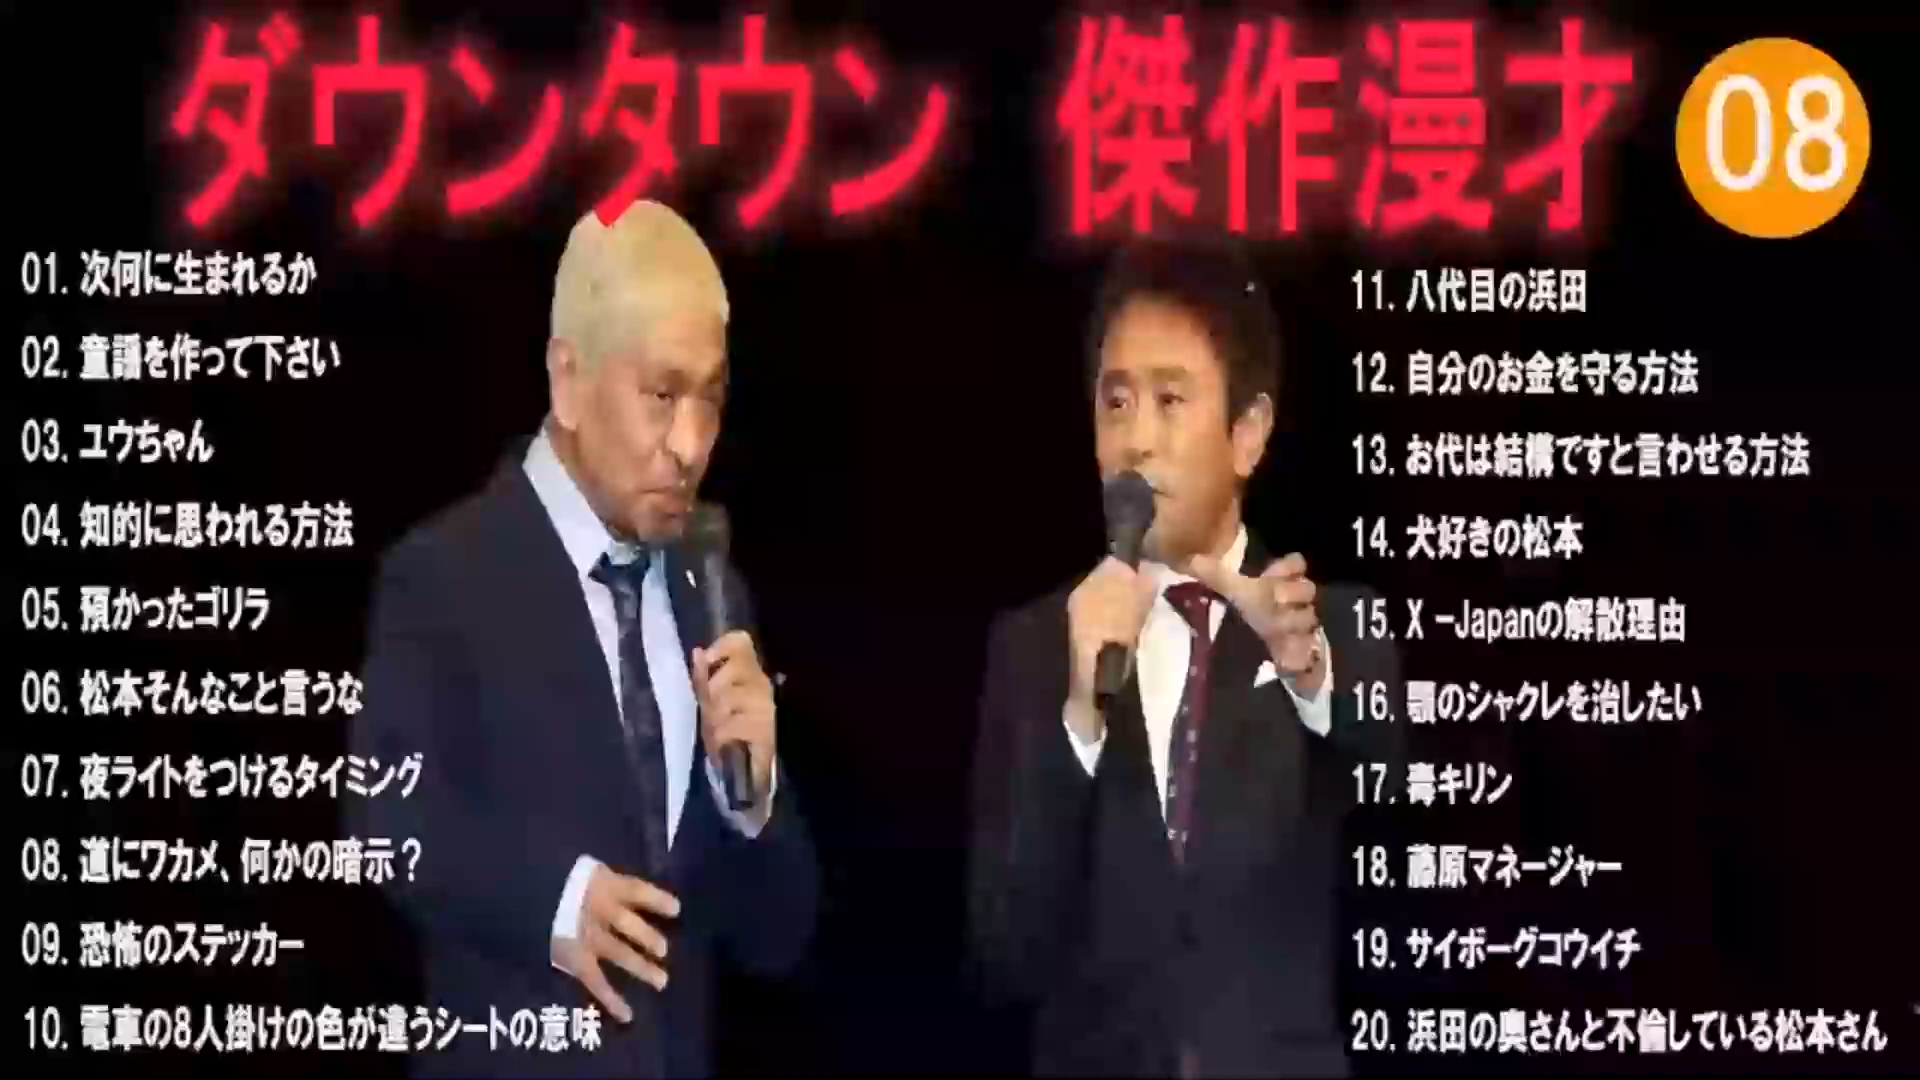 ダウンタウン 傑作漫才 08
01. 次何に生まれるか
02. 童謡を作って下さい
03. ユウちゃん
04. 知的に思われる方法
05. 預かったゴリラ
06. 松本そんなこと言うな
07. 夜ライトをつけるタイミング
08. 道にワカメ、何かの暗示？
09. 恐怖のステッカー
10. 電車の8人掛けの色が違うシートの意味
11. 八代目の浜田
12. 自分のお金を守る方法
13. お代は結構ですと言わせる方法
14. 犬好きの松本
15. X -Japanの解散理由
16. 顎のシャクレを治したい
17. 毒キリン
18. 藤原マネージャー
19. サイボーグコウイチ
20. 浜田の奥さんと不倫している松本さん